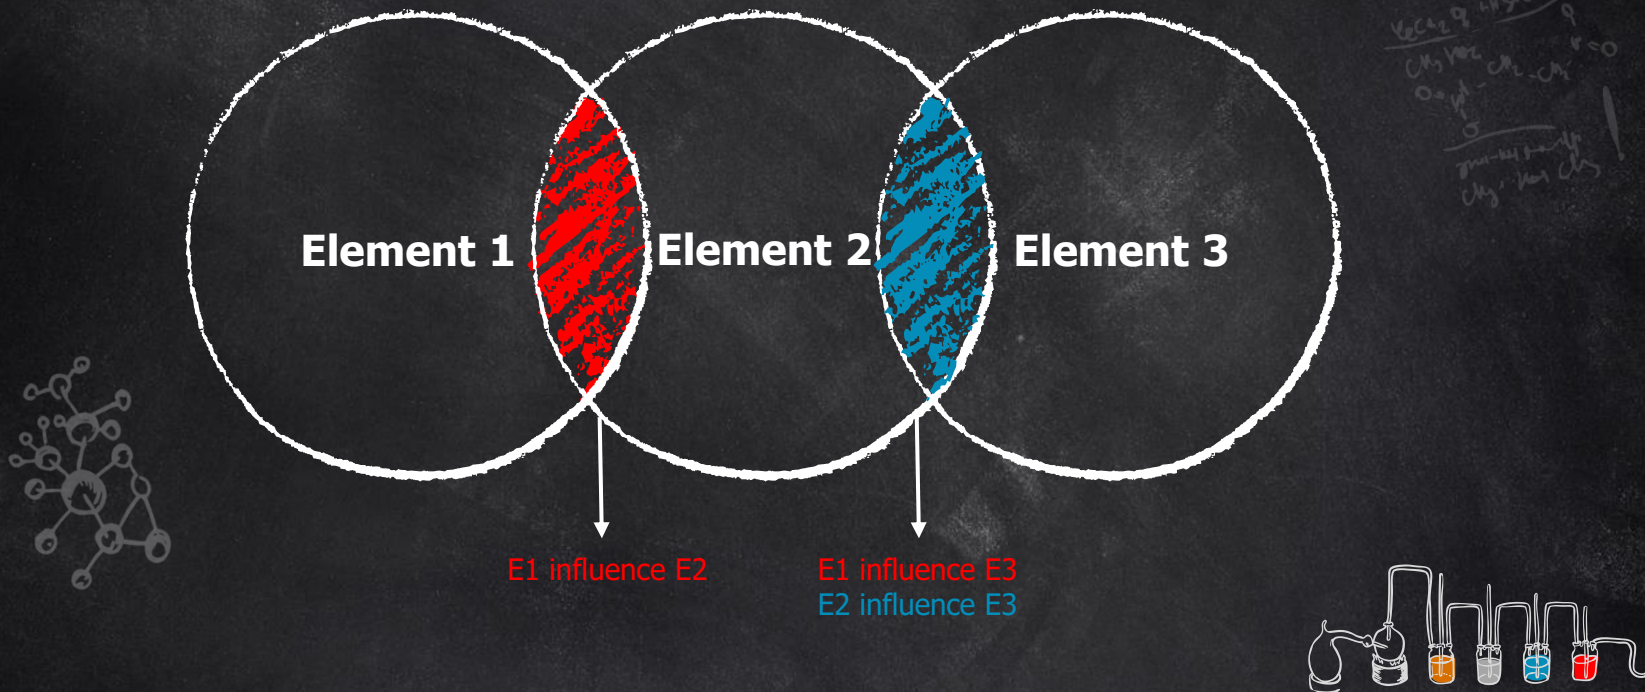 Element 1
Element 2
Element 3
E1 influence E2
E1 influence E3
E2 influence E3